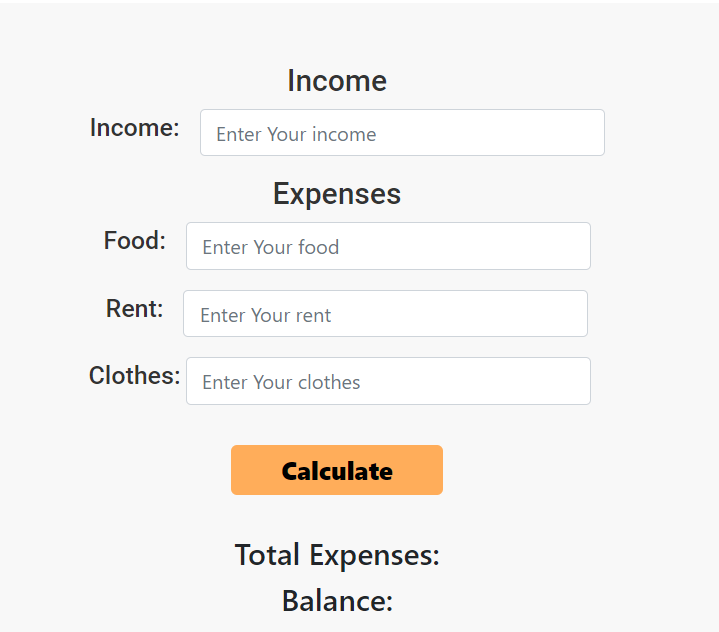 Income
Income: Enter Your income
Expenses
Food: Enter Your food
Rent: Enter Your rent
Clothes: Enter Your clothes
Calculate
Total Expenses:
Balance: